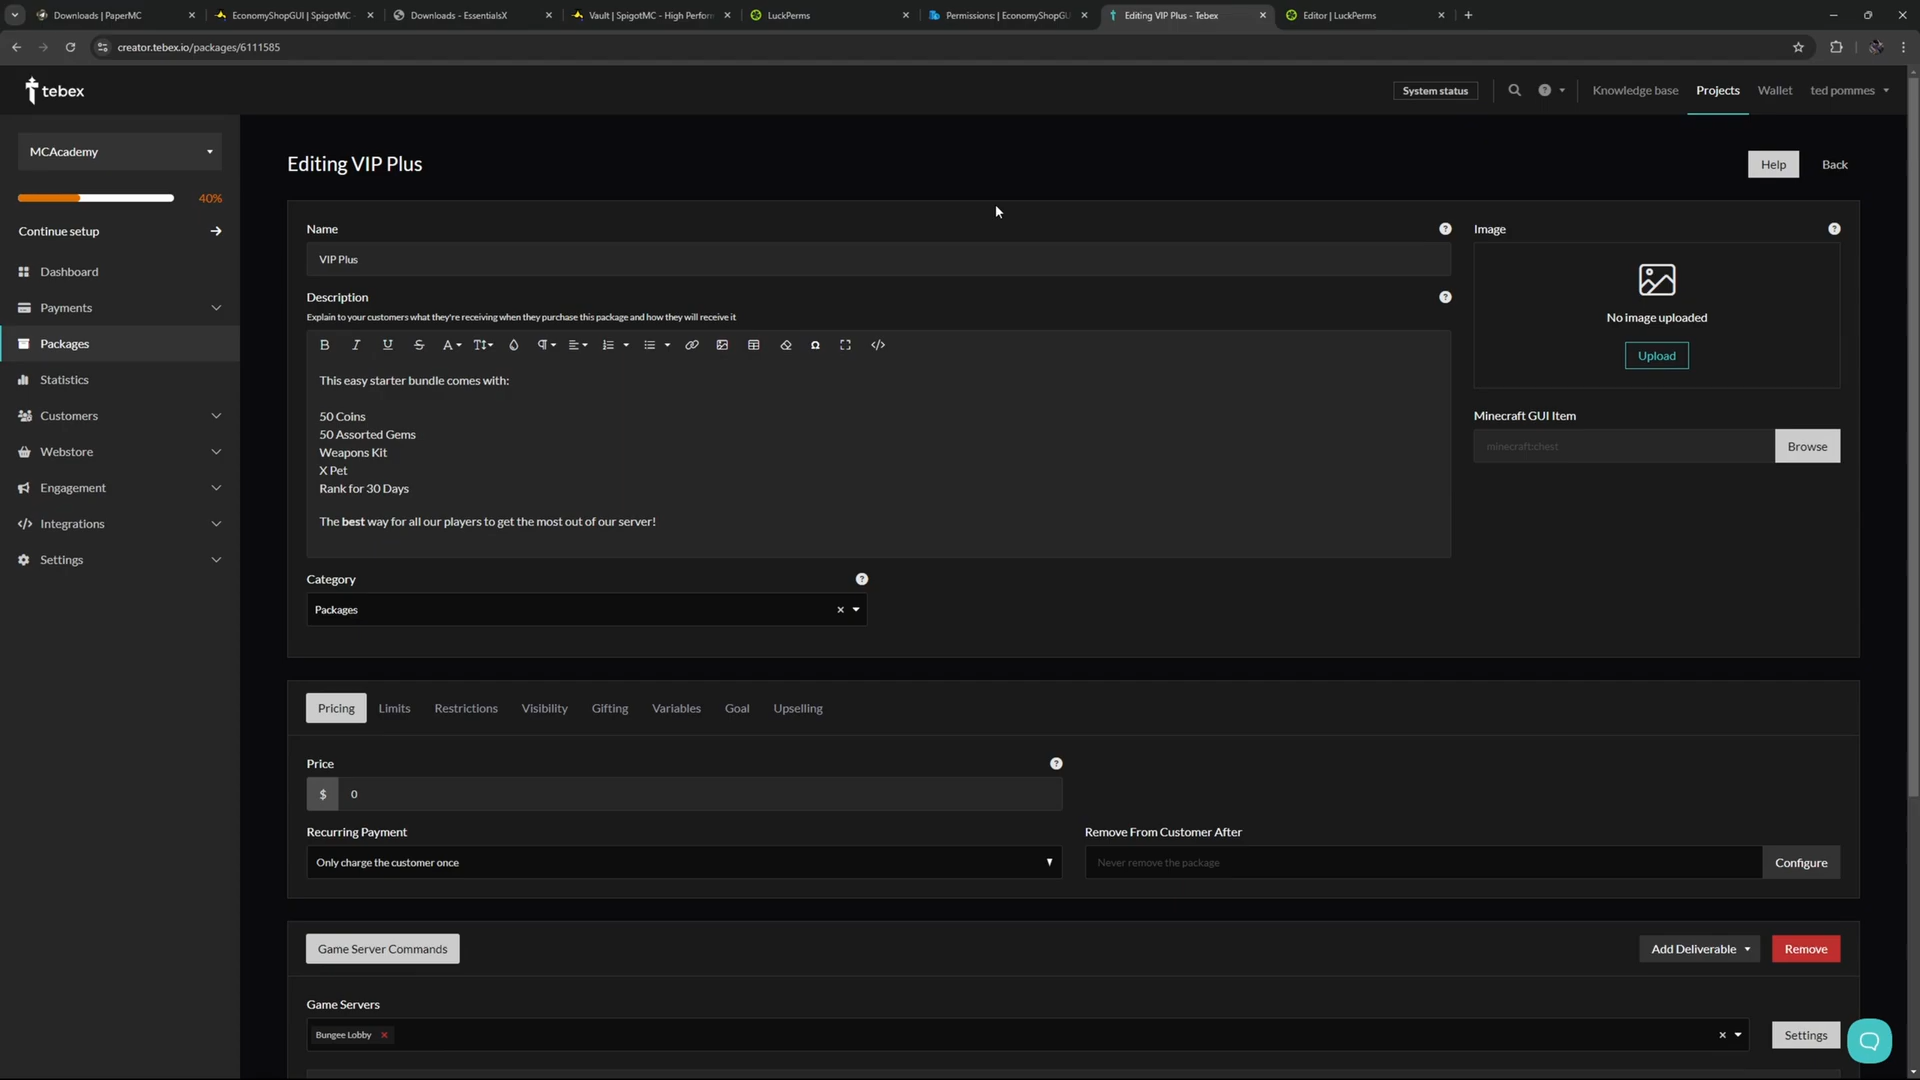 Downloads | PaperMC
EconomyShopGUI | SpigotMC -
Downloads - EssentialsX
Vault | SpigotMC - High Perform
LuckPerms
Permissions: | EconomyShopGU
Editing VIP Plus - Tebex
Editor | LuckPerms
creator.tebex.io/packages/6111585
tebex
System status
Knowledge base
Projects
Wallet
ted pommes
MCAcademy
40%
Continue setup
Dashboard
Payments
Packages
Statistics
Customers
Webstore
Engagement
Integrations
Settings
Editing VIP Plus
Help
Back
Name
VIP Plus
Description
Explain to your customers what they're receiving when they purchase this package and how they will receive it
This easy starter bundle comes with:
50 Coins
50 Assorted Gems
Weapons Kit
X Pet
Rank for 30 Days
The best way for all our players to get the most out of our server!
Category
Packages
Image
No image uploaded
Upload
Minecraft GUI Item
minecraft:chest
Browse
Pricing
Limits
Restrictions
Visibility
Gifting
Variables
Goal
Upselling
Price
$ 0
Recurring Payment
Only charge the customer once
Remove From Customer After
Never remove the package
Configure
Game Server Commands
Add Deliverable
Remove
Game Servers
Bungee Lobby
Settings